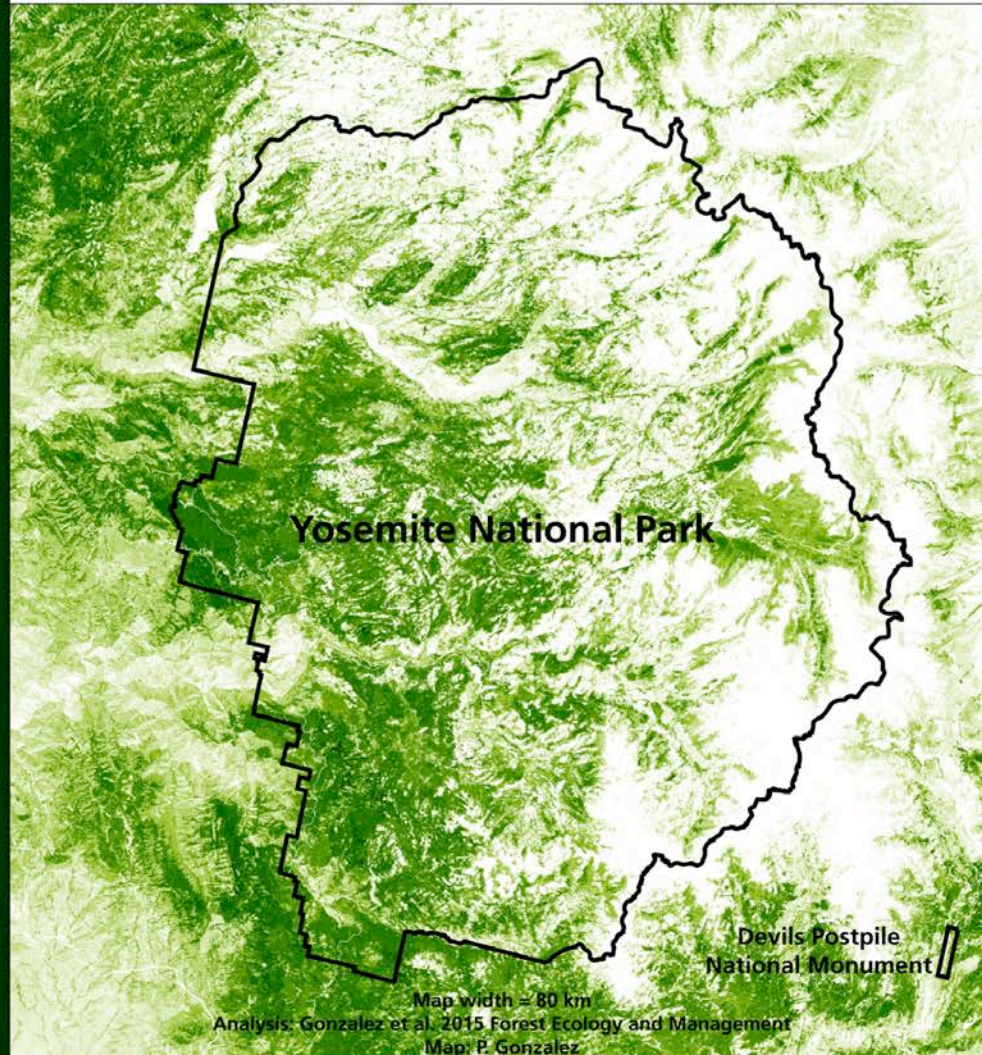 Yosemite National Park
Devils Postpile
National Monument
Map width = 80 km
Analysis: Gonzalez et al. 2015 Forest Ecology and Management
Map: P. Gonzalez